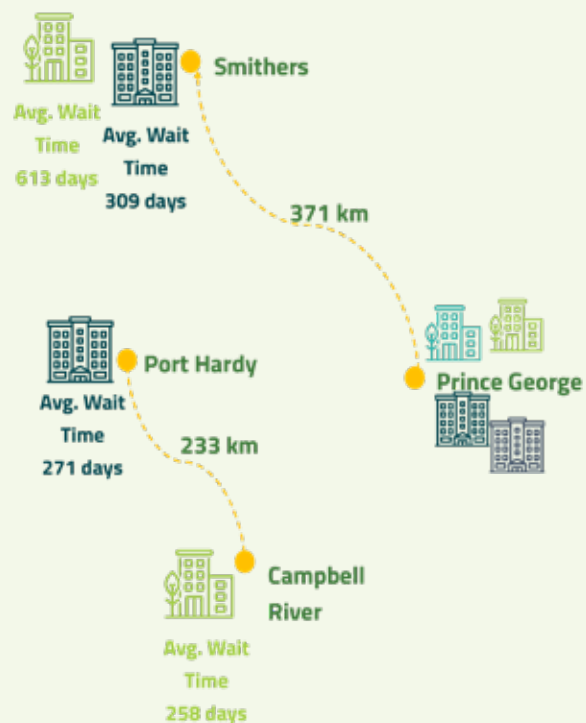 Smithers
Avg. Wait
Time
613 days
Avg. Wait
Time
309 days
371 km
Port Hardy
Prince George
Avg. Wait
Time
271 days
233 km
Campbell
River
Avg. Wait
Time
258 days